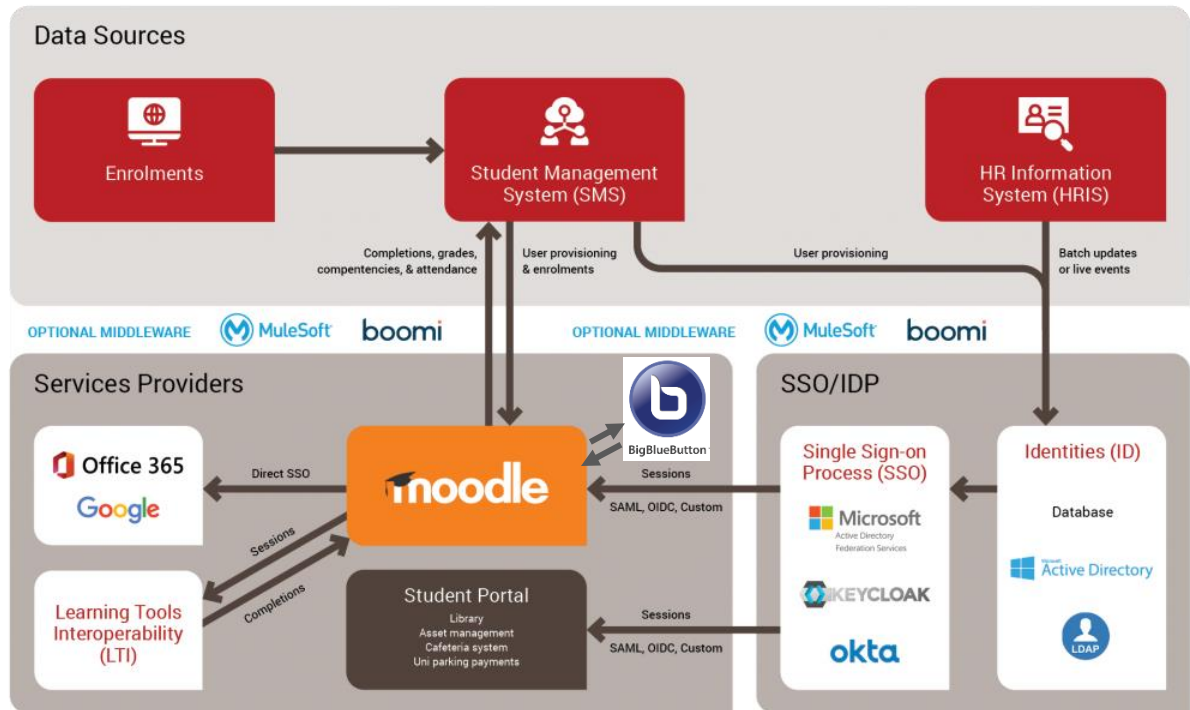 Data Sources
Enrolments
Student Management
System (SMS)
HR Information
System (HRIS)
Completions, grades,
compentencies, & attendance
User provisioning
& enrolments
User provisioning
Batch updates
or live events
OPTIONAL MIDDLEWARE
MuleSoft
boomi
OPTIONAL MIDDLEWARE
MuleSoft
boomi
Services Providers
Office 365
Google
Direct SSO
moodle
BigBlueButton
Sessions
Completions
Learning Tools
Interoperability
(LTI)
Student Portal
Library
Asset management
Cafeteria system
Uni parking payments
Sessions
SAML, OIDC, Custom
Sessions
SAML, OIDC, Custom
SSO/IDP
Single Sign-on
Process (SSO)
Microsoft
Active Directory
Federation Services
KEYCLOAK
okta
Identities (ID)
Database
Microsoft
Active Directory
LDAP